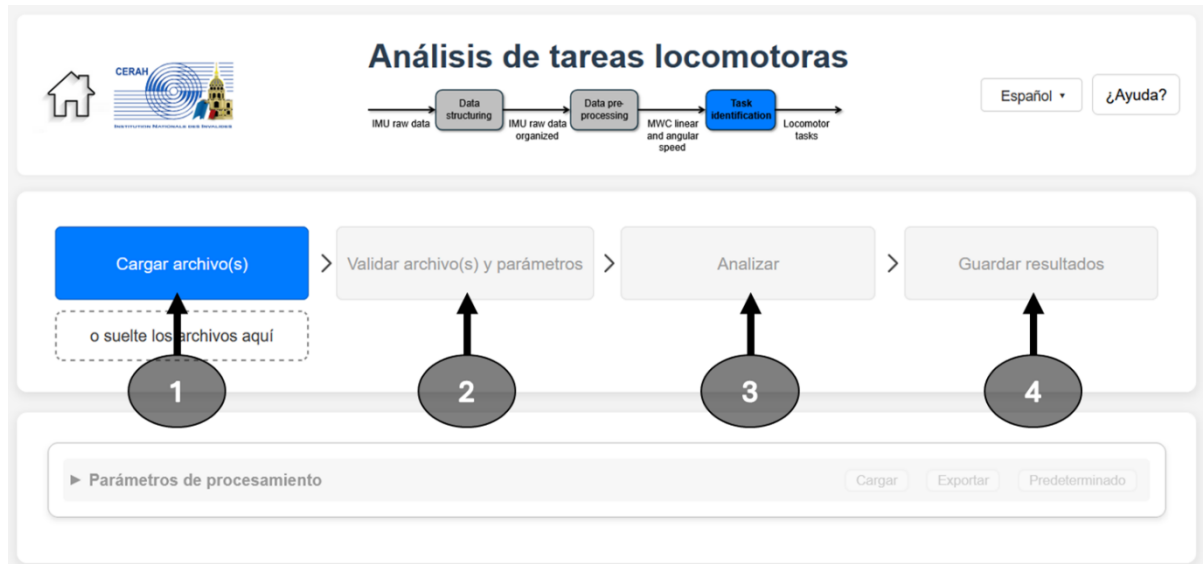 CERAH
INSTITUTION NATIONALE DES INVALIDES
Análisis de tareas locomotoras
IMU raw data
Data
structuring
IMU raw data
organized
Data pre-
processing
MWC linear
and angular
speed
Task
identification
Locomotor
tasks
Español
¿Ayuda?
Cargar archivo(s)
Validar archivo(s) y parámetros
Analizar
Guardar resultados
o suelte los archivos aquí
1
2
3
4
Parámetros de procesamiento
Cargar
Exportar
Predeterminado